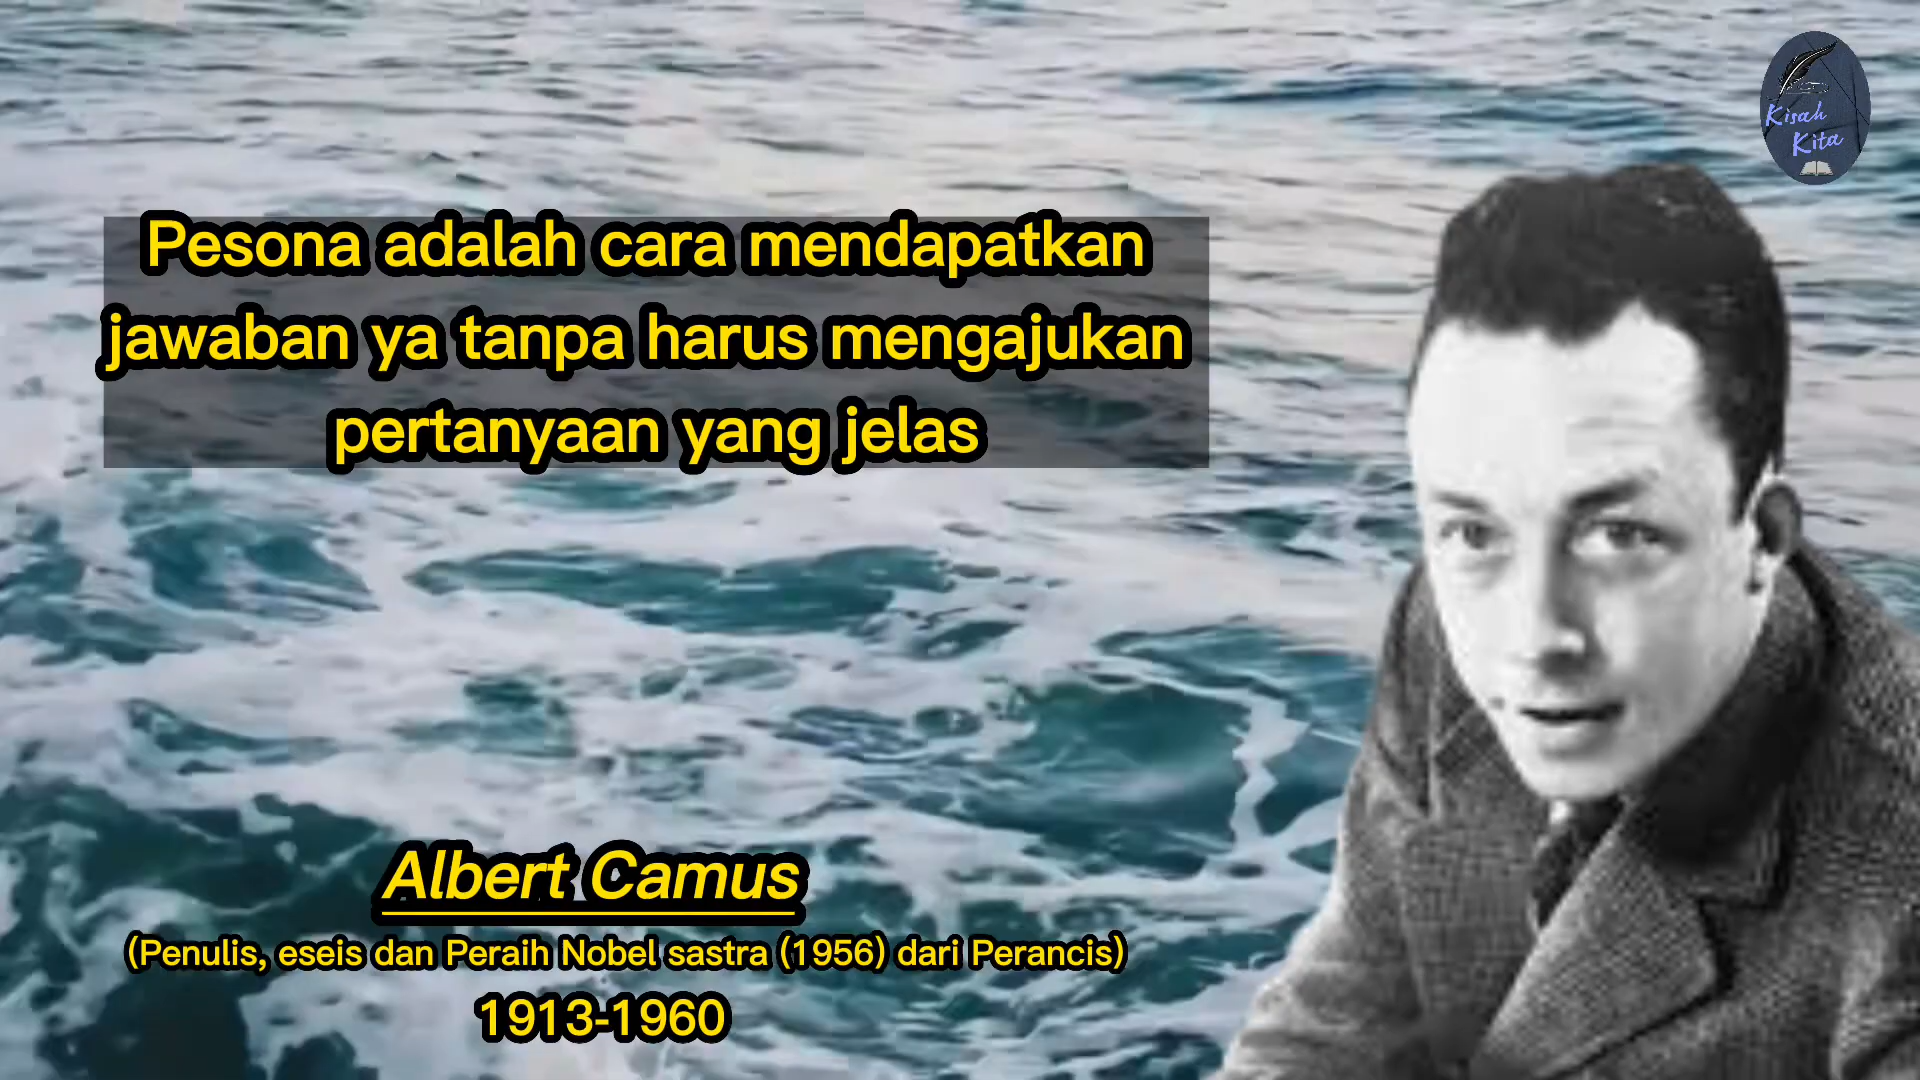 Kisah
Kita
Pesona adalah cara mendapatkan
jawaban ya tanpa harus mengajukan
pertanyaan yang jelas
Albert Camus
(Penulis, eseis dan Peraih Nobel sastra (1956) dari Perancis)
1913-1960